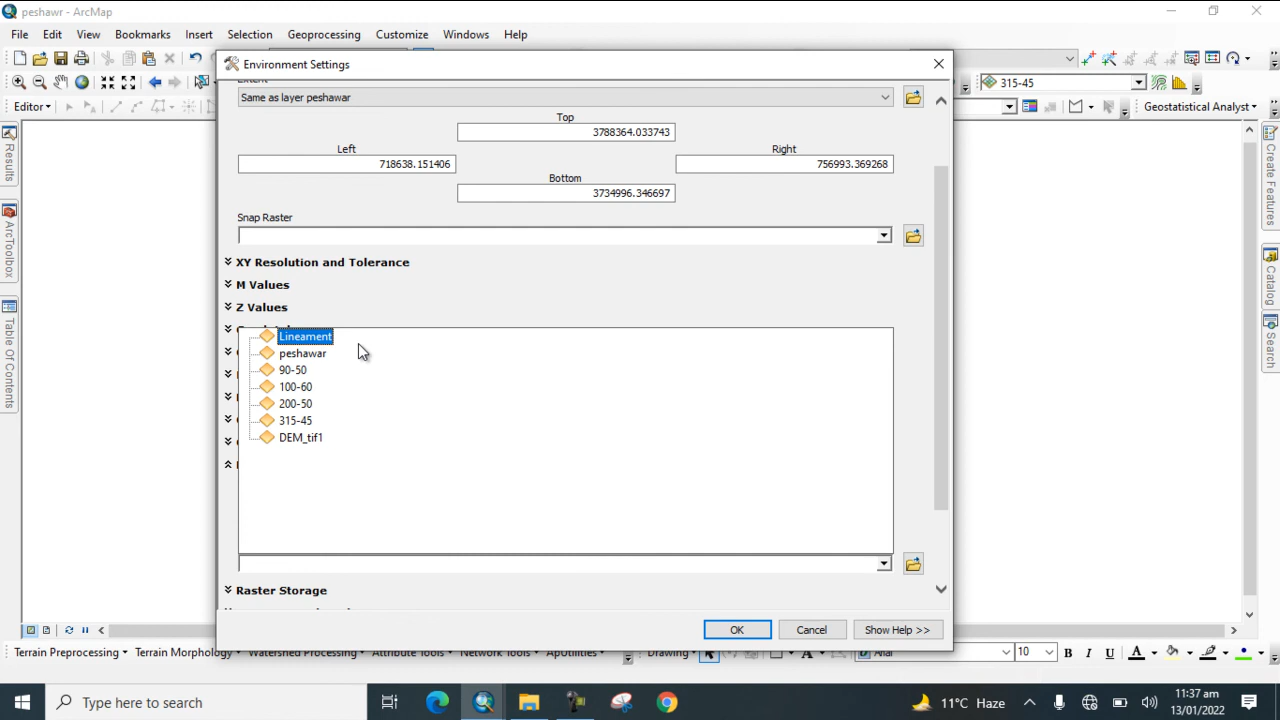 peshawr - ArcMap
File Edit View Bookmarks Insert Selection Geoprocessing Customize Windows Help
Environment Settings
315-45
Editor
Geostatistical Analyst
Same as layer peshawar
Top
3788364.033743
Left
Right
718638.151406
756993.369268
Bottom
3734996.346697
Snap Raster
XY Resolution and Tolerance
M Values
Z Values
Lineament
peshawar
90-50
100-60
200-50
315-45
DEM_tif1
Raster Storage
OK
Cancel
Show Help >>
Results
ArcToolbox
Table Of Contents
Create Features
Catalog
Search
Terrain Preprocessing Terrain Morphology Watershed Processing Attribute Tools Network Tools ApUtilities
Drawing
Arial
10
B I U A
Type here to search
11°C Haze
11:37 am
13/01/2022